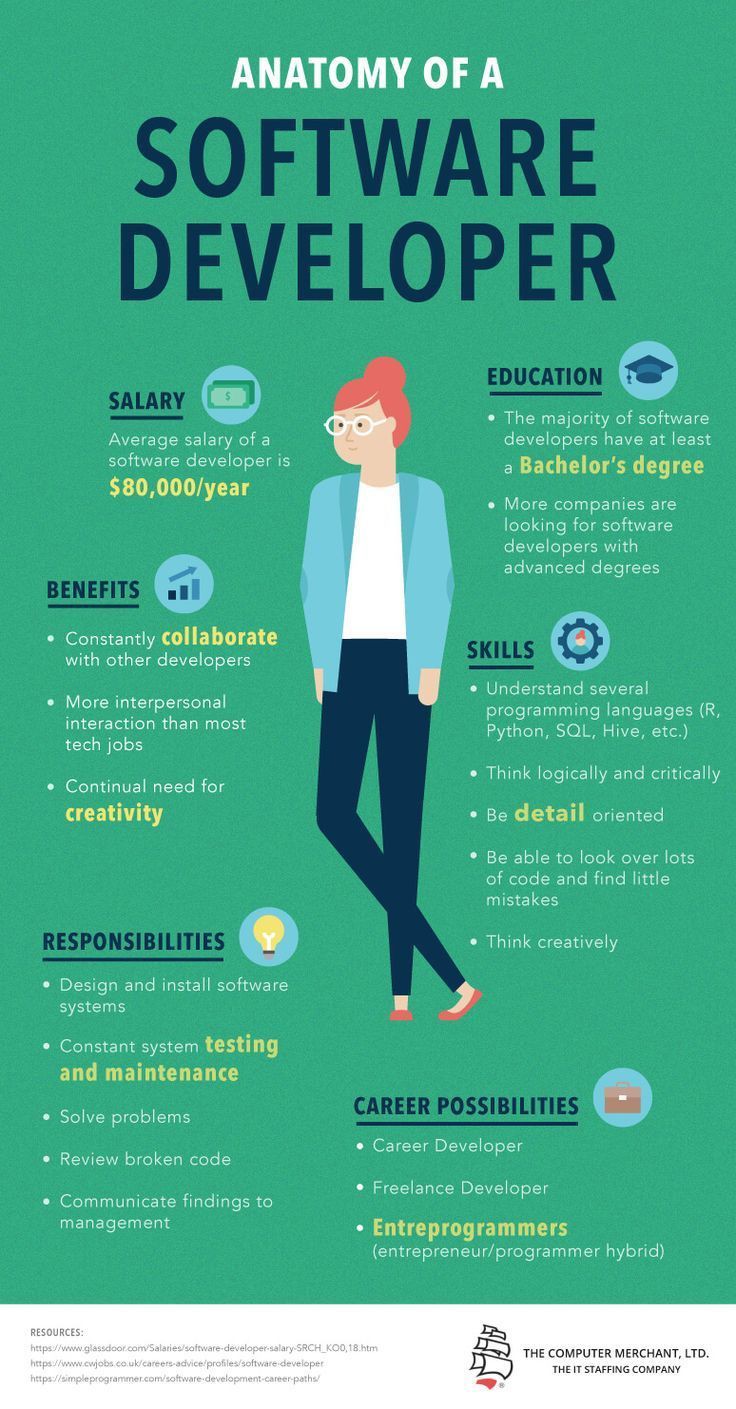 ANATOMY OF A
SOFTWARE
DEVELOPER
SALARY
$
Average salary of a
software developer is
$80,000/year
EDUCATION
• The majority of software
developers have at least
a Bachelor's degree
• More companies are
looking for software
developers with
advanced degrees
BENEFITS
• Constantly collaborate
with other developers
• More interpersonal
interaction than most
tech jobs
• Continual need for
creativity
SKILLS
• Understand several
programming languages (R,
Python, SQL, Hive, etc.)
• Think logically and critically
• Be detail oriented
• Be able to look over lots
of code and find little
mistakes
• Think creatively
RESPONSIBILITIES
• Design and install software
systems
• Constant system testing
and maintenance
• Solve problems
• Review broken code
• Communicate findings to
management
CAREER POSSIBILITIES
• Career Developer
• Freelance Developer
• Entreprogrammers
(entrepreneur/programmer hybrid)
RESOURCES:
https://www.glassdoor.com/Salaries/software-developer-salary-SRCH_KO0,18.htm
https://www.cwjobs.co.uk/careers-advice/profiles/software-developer
https://simpleprogrammer.com/software-development-career-paths/
®
THE COMPUTER MERCHANT, LTD.
THE IT STAFFING COMPANY